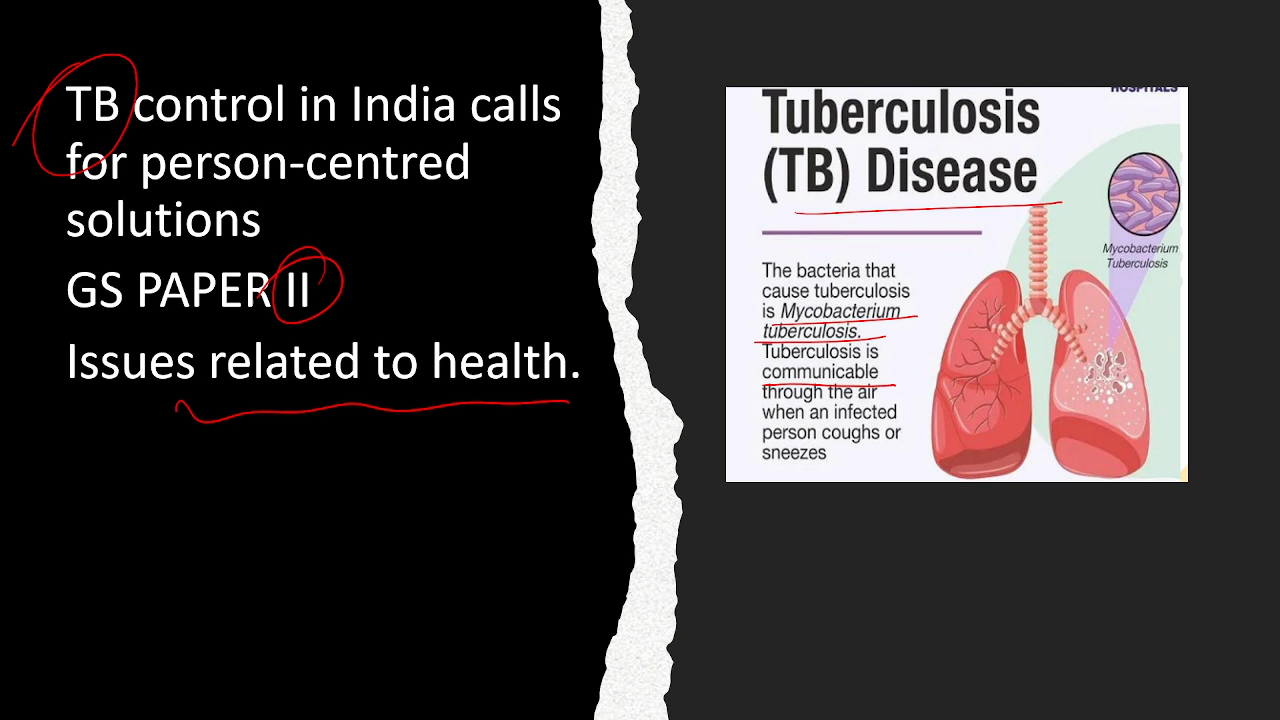 TB control in India calls
for person-centred
solutions
GS PAPER II
Issues related to health.
HOSPITALS
Tuberculosis
(TB) Disease
Mycobacterium
Tuberculosis
The bacteria that
cause tuberculosis
is Mycobacterium
tuberculosis.
Tuberculosis is
communicable
through the air
when an infected
person coughs or
sneezes